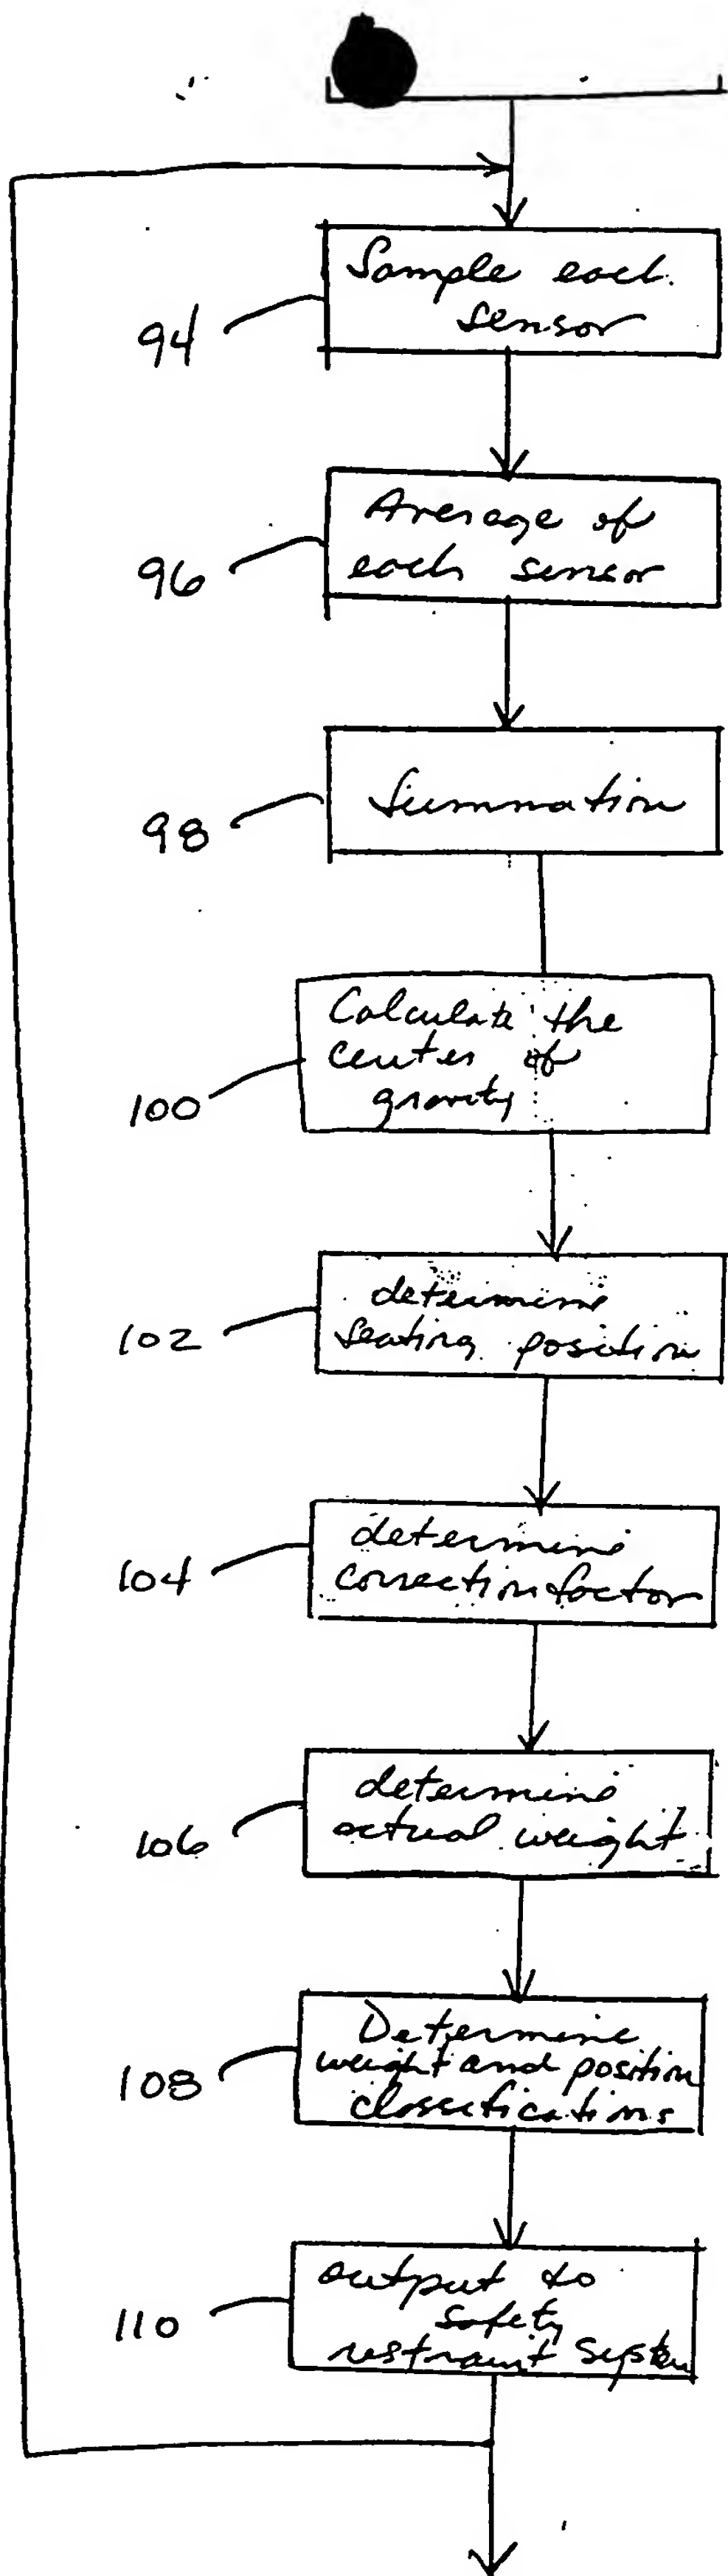 94
Sample each
sensor
96
Average of
each sensor
98
Summation
100
Calculate the
center of
gravity
102
determine
seating position
104
determine
correction factor
106
determine
actual weight
108
Determine
weight and position
classifications
110
output to
safety
restraint system